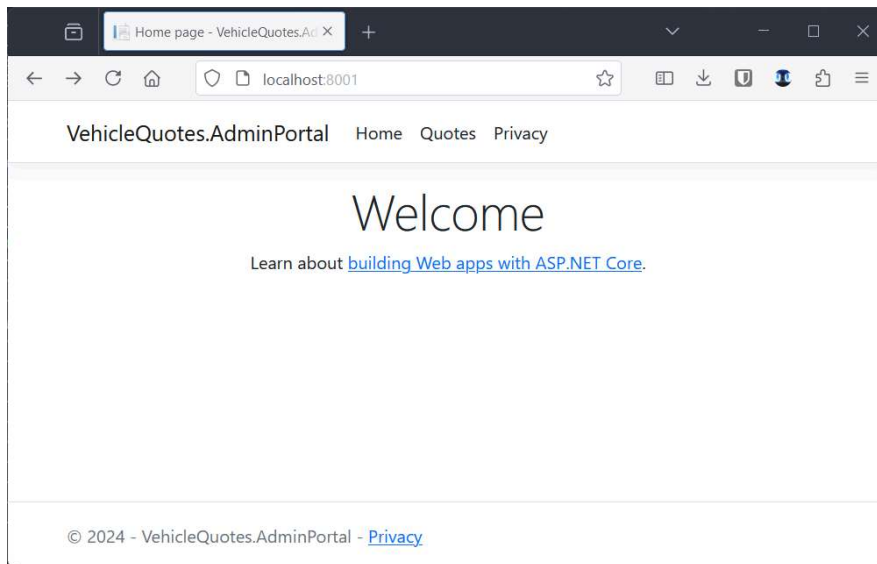 Home page - VehicleQuotes.Ad
localhost:8001
VehicleQuotes.AdminPortal Home Quotes Privacy
Welcome
Learn about building Web apps with ASP.NET Core.
© 2024 - VehicleQuotes.AdminPortal - Privacy